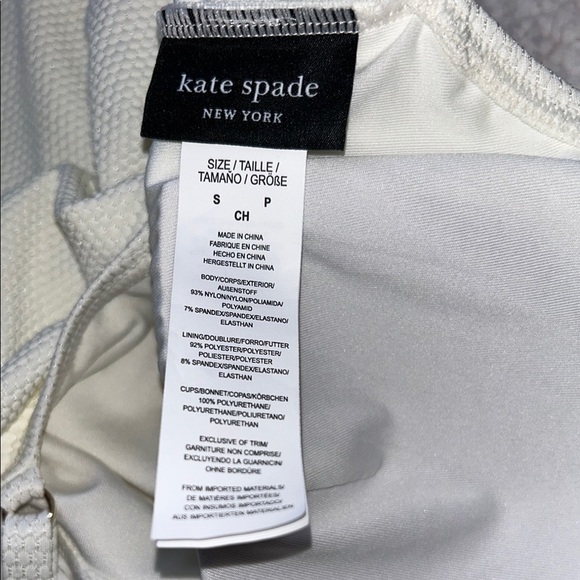 kate spade
NEW YORK
SIZE / TAILLE /
TAMAÑO / GRÖßE
S P
CH
MADE IN CHINA
FABRIQUE EN CHINE
HECHO EN CHINA
HERGESTELLT IN CHINA
BODY/CORPS/EXTERIOR/
AUßENSTOFF
93% NYLON/NYLON/POLIAMIDA/
POLYAMID
7% SPANDEX/SPANDEX/ELASTANO/
ELASTHAN
LINING/DOUBLURE/FORRO/FUTTER
92% POLYESTER/POLYESTER/
POLIESTER/POLYESTER
8% SPANDEX/SPANDEX/ELASTANO/
ELASTHAN
CUPS/BONNET/COPAS/KÖRBCHEN
100% POLYURETHANE/
POLYURETHANE/POLIURETANO/
POLYURETHAN
EXCLUSIVE OF TRIM/
GARNITURE NON COMPRISE/
EXCLUYENDO LA GUARNICIN/
OHNE BORDÜRE
FROM IMPORTED MATERIALS/
DE MATIÈRES IMPORTÉES/
CON INSUMOS IMPORTADO/
AUS IMPORTIERTEN MATERIALIEN